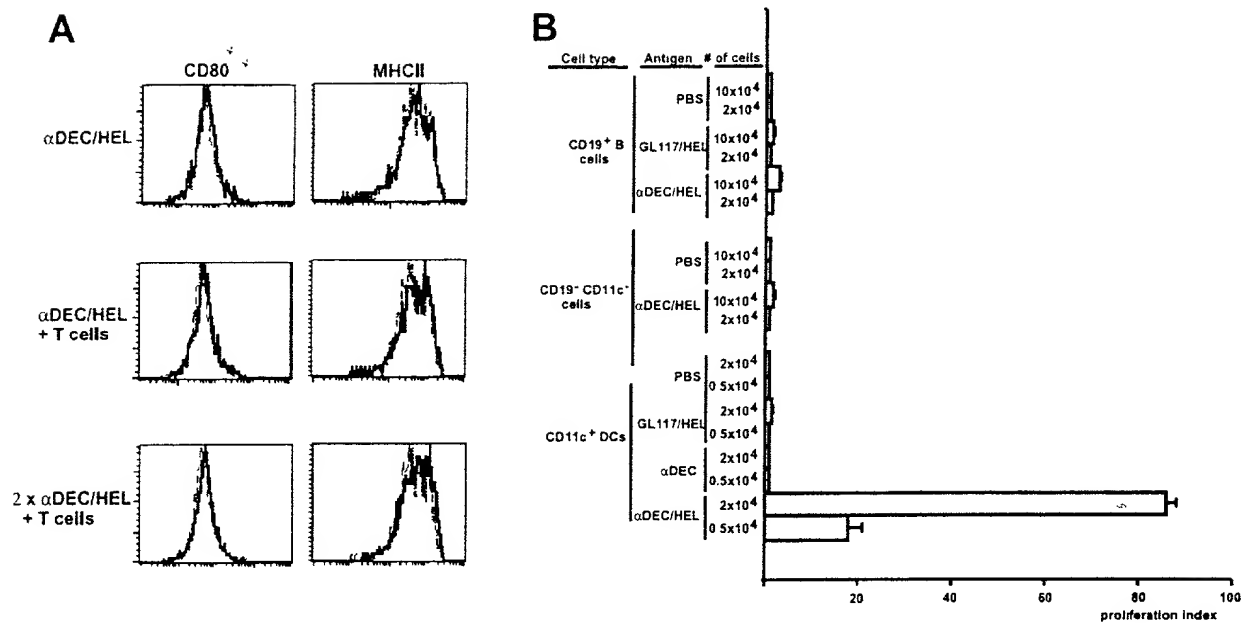 A
CD80
MHCII
αDEC/HEL
αDEC/HEL
+ T cells
2 x αDEC/HEL
+ T cells
B
Cell type Antigen # of cells
CD19+ B
cells
PBS
10x10⁴
2x10⁴
GL117/HEL
10x10⁴
2x10⁴
αDEC/HEL
10x10⁴
2x10⁴
CD19⁻ CD11c⁻
cells
PBS
10x10⁴
2x10⁴
αDEC/HEL
10x10⁴
2x10⁴
CD11c⁺ DCs
PBS
2x10⁴
0 5x10⁴
GL117/HEL
2x10⁴
0 5x10⁴
αDEC
2x10⁴
0.5x10⁴
αDEC/HEL
2x10⁴
0 5x10⁴
20 40 60 80 100
proliferation index